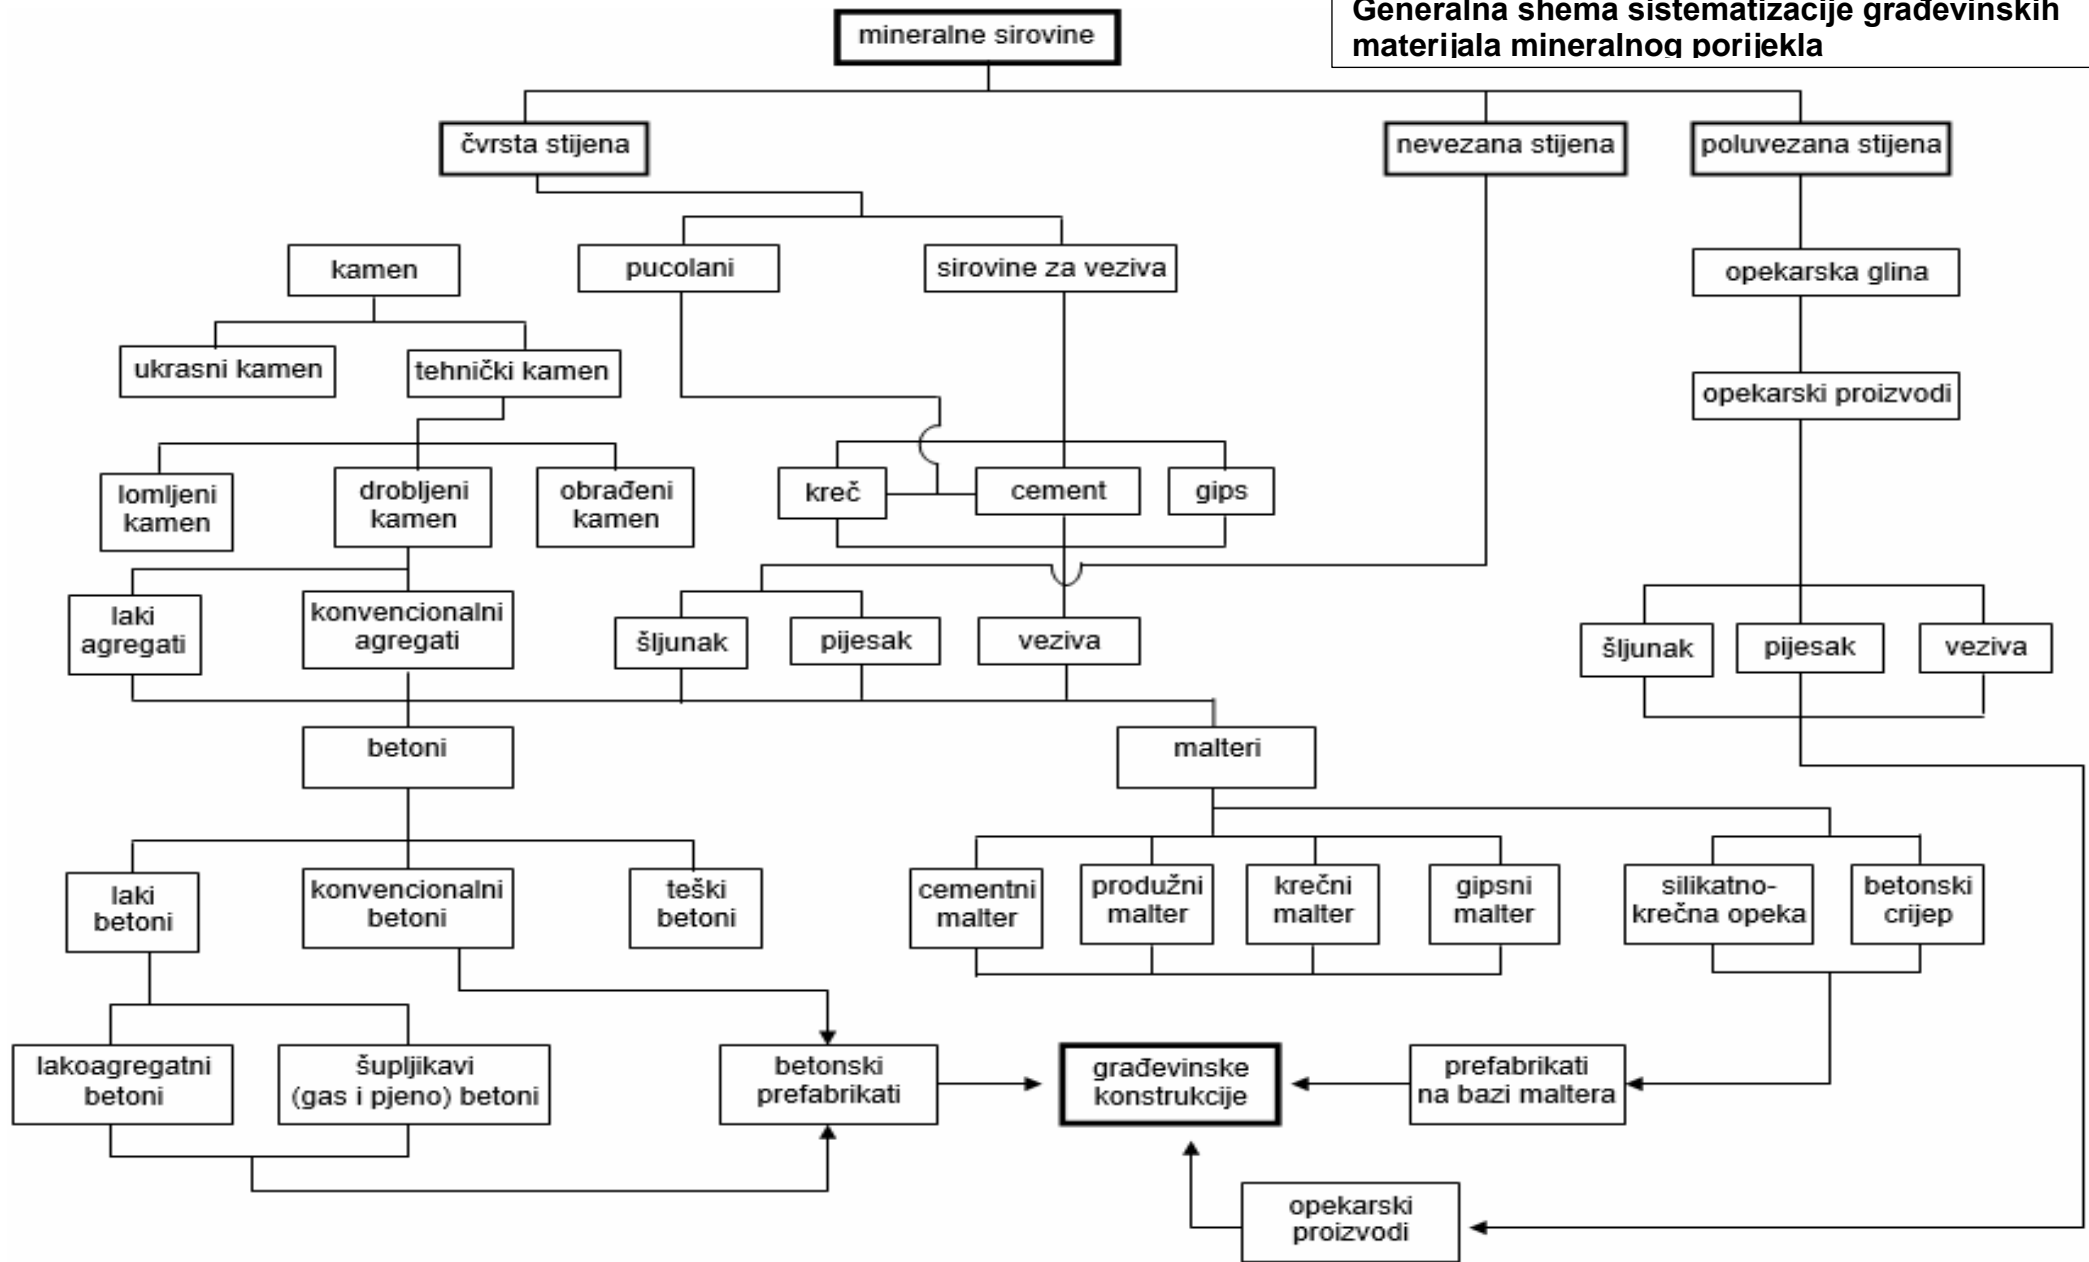 Generalna shema sistematizacije građevinskih
materijala mineralnog porijekla
mineralne sirovine
čvrsta stijena
nevezana stijena
poluvezana stijena
kamen
pucolani
sirovine za veziva
opekarska glina
ukrasni kamen
tehnički kamen
opekarski proizvodi
lomljeni
kamen
drobljeni
kamen
obrađeni
kamen
kreč
cement
gips
laki
agregati
konvencionalni
agregati
šljunak
pijesak
veziva
šljunak
pijesak
veziva
betoni
malteri
laki
betoni
konvencionalni
betoni
teški
betoni
cementni
malter
produžni
malter
krečni
malter
gipsni
malter
silikatno-
krečna opeka
betonski
crijep
lakoagregatni
betoni
šupljikavi
(gas i pjeno) betoni
betonski
prefabrikati
građevinske
konstrukcije
prefabrikati
na bazi maltera
opekarski
proizvodi